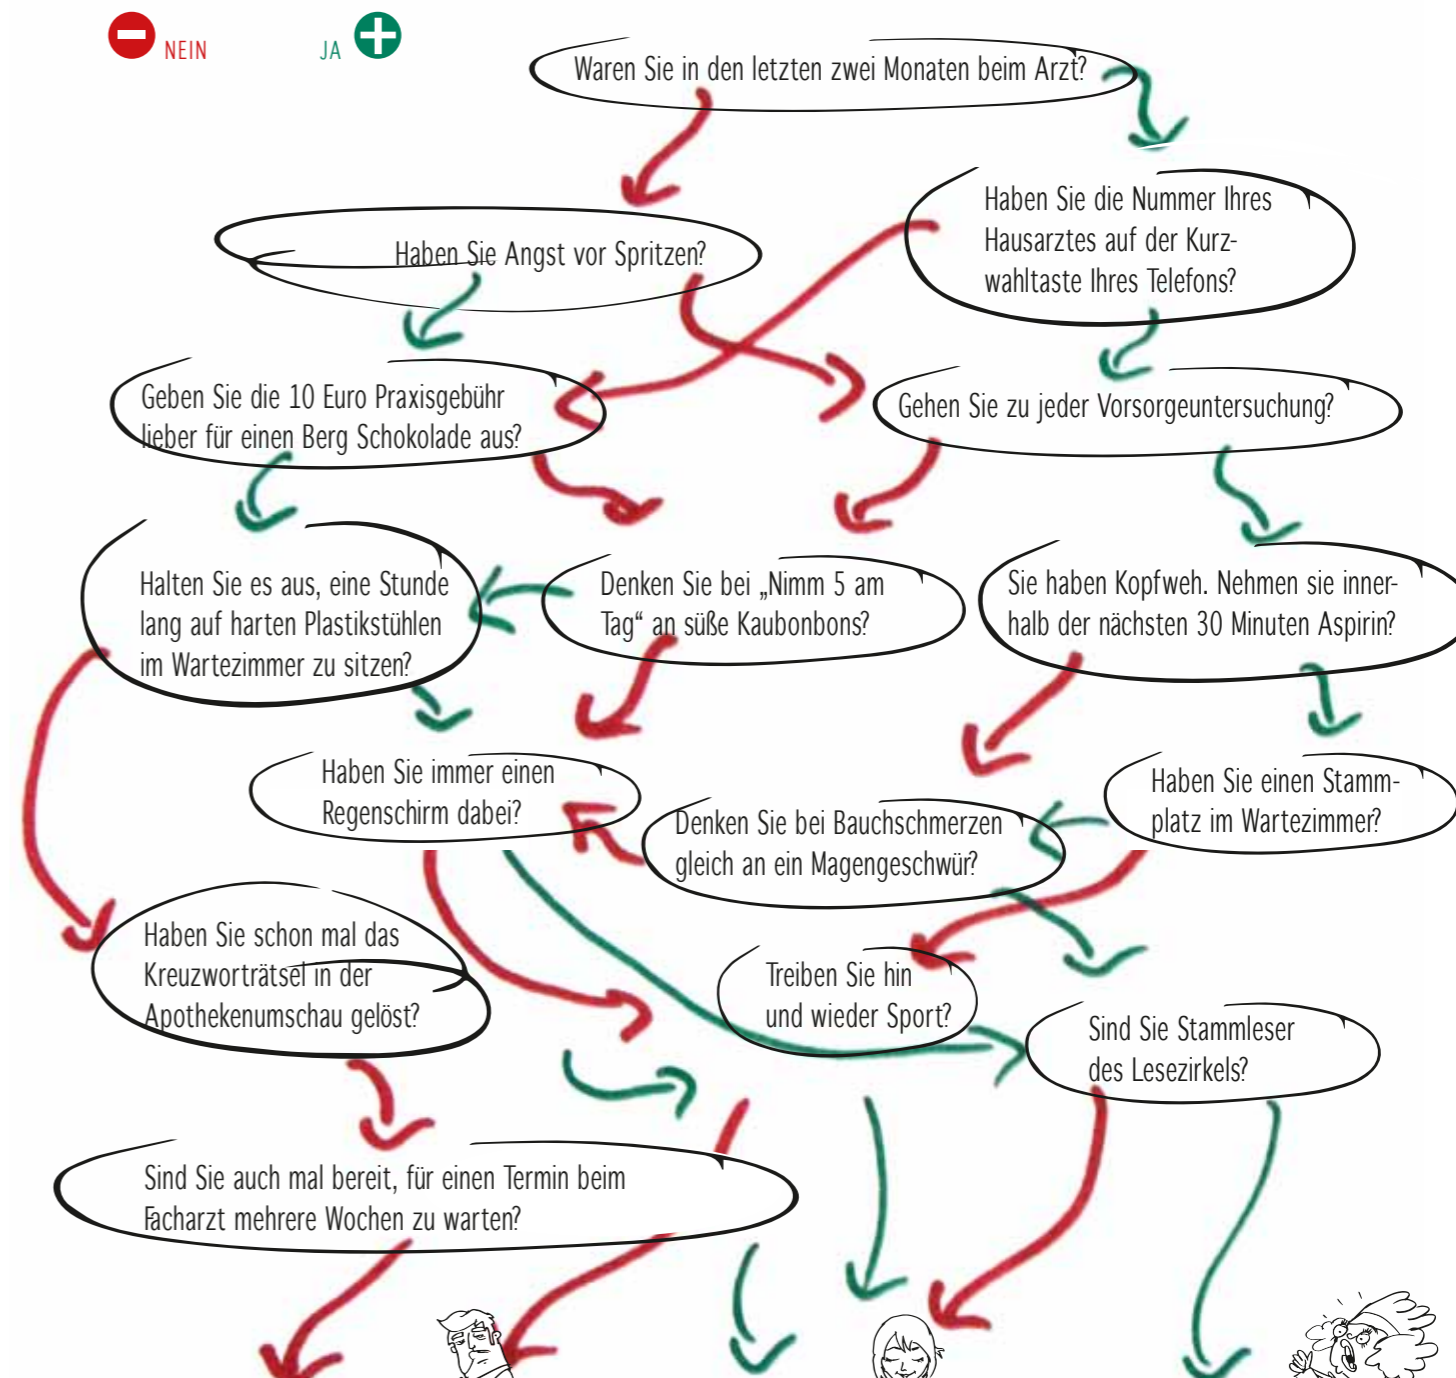 NEIN
JA
Waren Sie in den letzten zwei Monaten beim Arzt?
Haben Sie die Nummer Ihres
Hausarztes auf der Kurz-
wahltaste Ihres Telefons?
Haben Sie Angst vor Spritzen?
Geben Sie die 10 Euro Praxisgebühr
lieber für einen Berg Schokolade aus?
Gehen Sie zu jeder Vorsorgeuntersuchung?
Halten Sie es aus, eine Stunde
lang auf harten Plastikstühlen
im Wartezimmer zu sitzen?
Denken Sie bei „Nimm 5 am
Tag“ an süße Kaubonbons?
Sie haben Kopfweh. Nehmen sie inner-
halb der nächsten 30 Minuten Aspirin?
Haben Sie immer einen
Regenschirm dabei?
Denken Sie bei Bauchschmerzen
gleich an ein Magengeschwür?
Haben Sie einen Stamm-
platz im Wartezimmer?
Haben Sie schon mal das
Kreuzworträtsel in der
Apothekenumschau gelöst?
Treiben Sie hin
und wieder Sport?
Sind Sie Stammleser
des Lesezirkels?
Sind Sie auch mal bereit, für einen Termin beim
Facharzt mehrere Wochen zu warten?